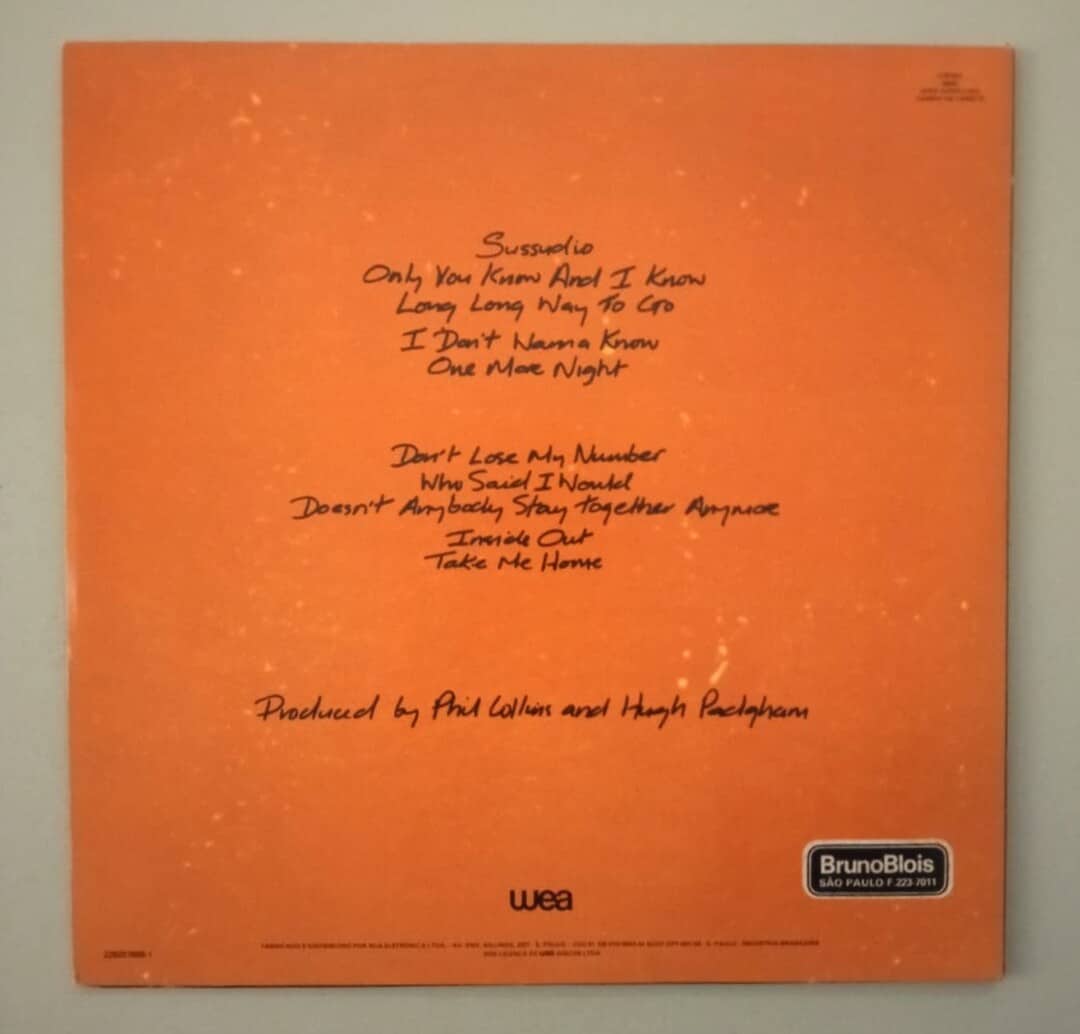 Sussudio
Only You Know And I Know
Long Long Way To Go
I Don't Wanna Know
One More Night
Don't Lose My Number
Who Said I Would
Doesn't Anybody Stay Together Anymore
Inside Out
Take Me Home
Produced by Phil Collins and Hugh Padgham
BrunoBlois
SÃO PAULO F. 223-7011
wea